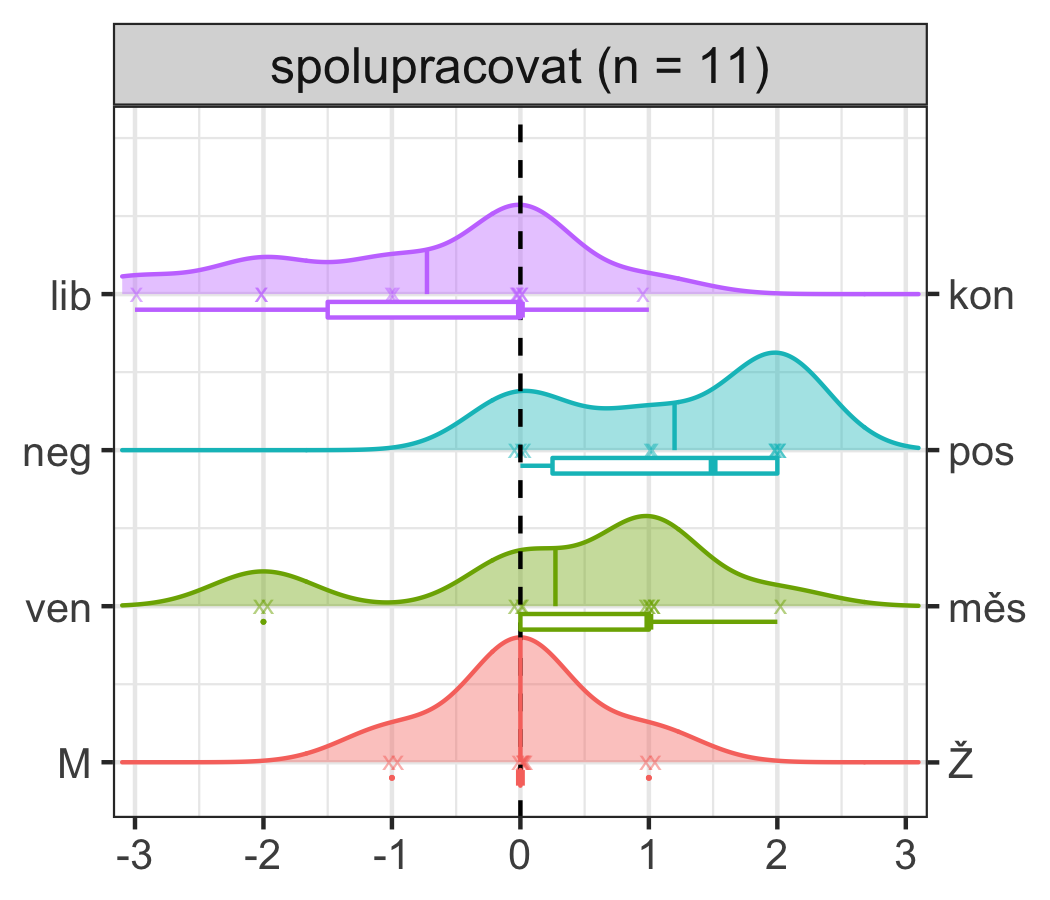 spolupracovat (n = 11)
lib kon
neg pos
ven měs
M Ž
-3 -2 -1 0 1 2 3